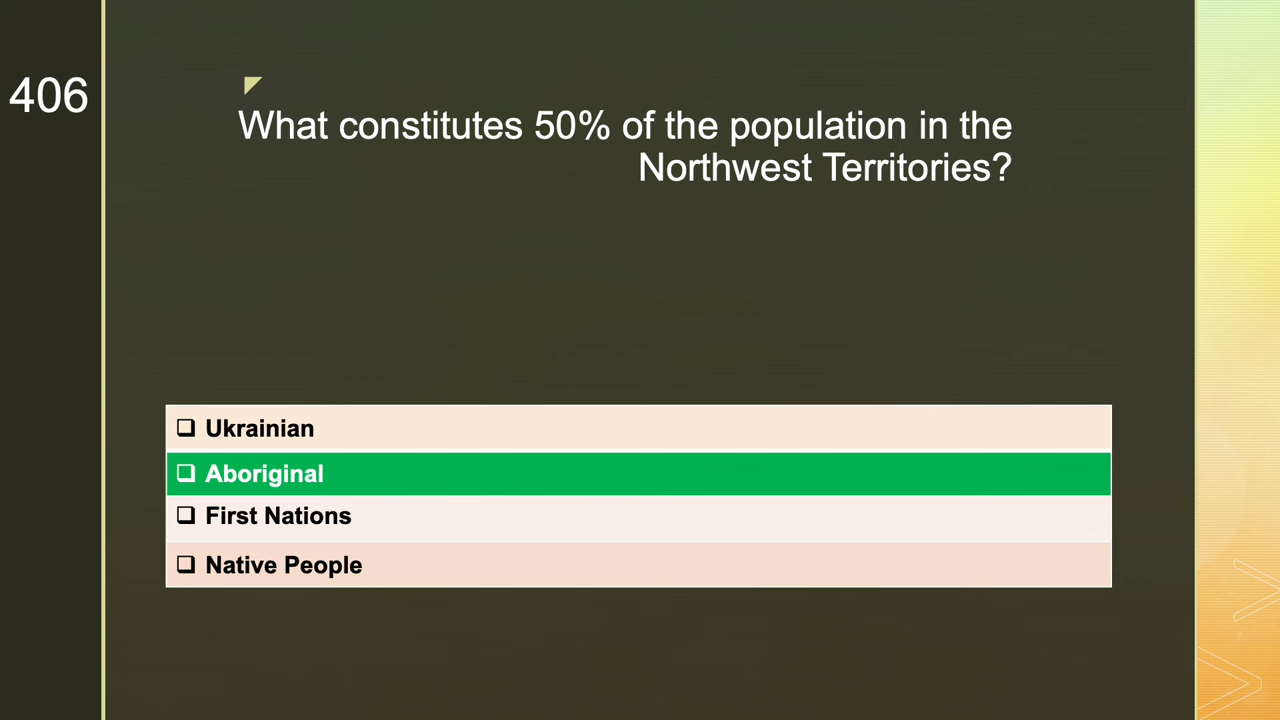 406
What constitutes 50% of the population in the
Northwest Territories?
❑ Ukrainian
❑ Aboriginal
❑ First Nations
❑ Native People